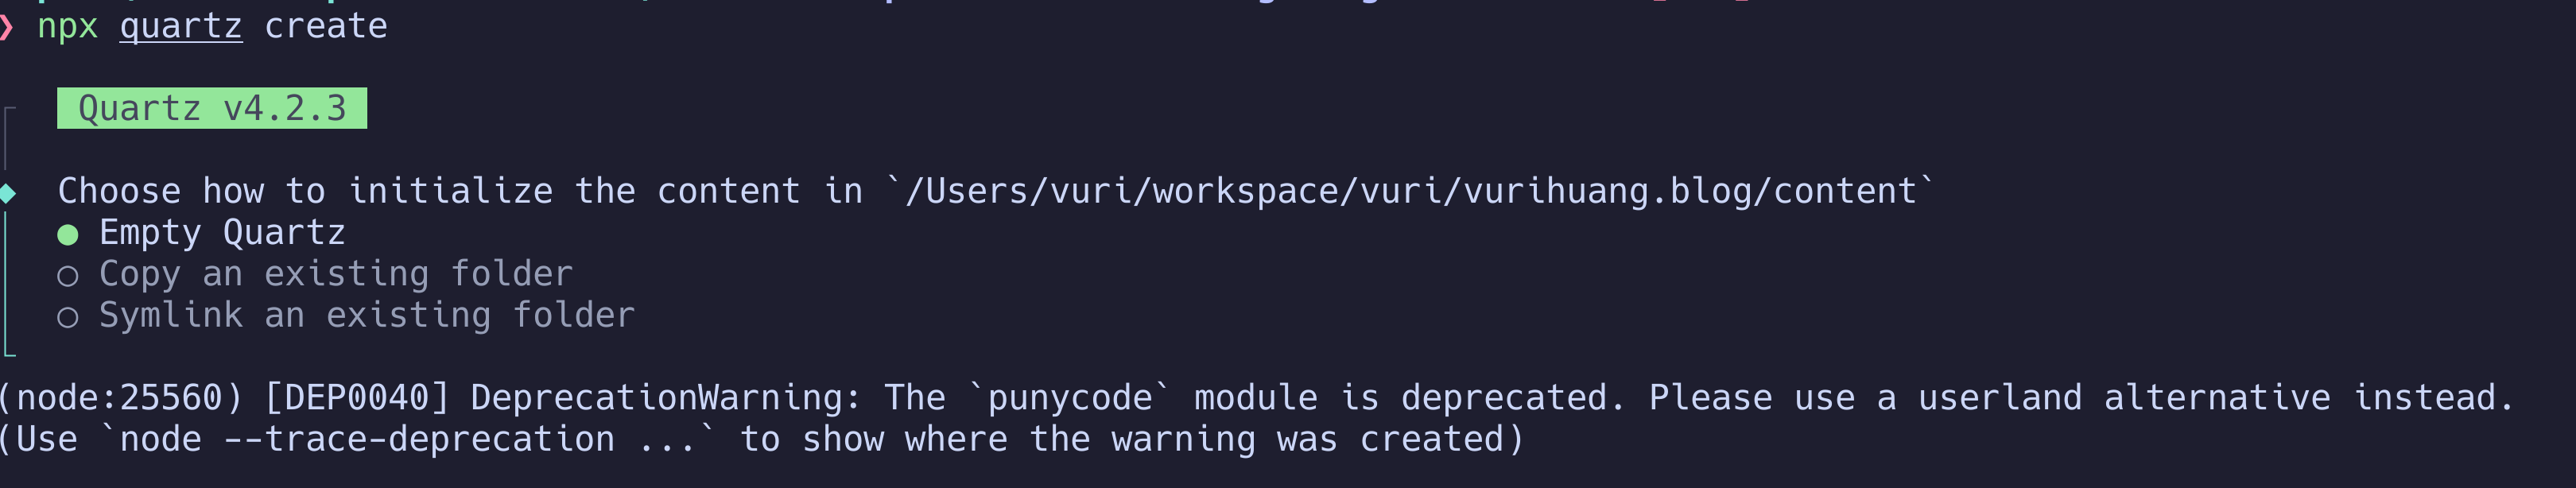 ❯ npx quartz create
Quartz v4.2.3
Choose how to initialize the content in `/Users/vuri/workspace/vuri/vurihuang.blog/content`
● Empty Quartz
○ Copy an existing folder
○ Symlink an existing folder
(node:25560) [DEP0040] DeprecationWarning: The `punycode` module is deprecated. Please use a userland alternative instead.
(Use `node --trace-deprecation ...` to show where the warning was created)